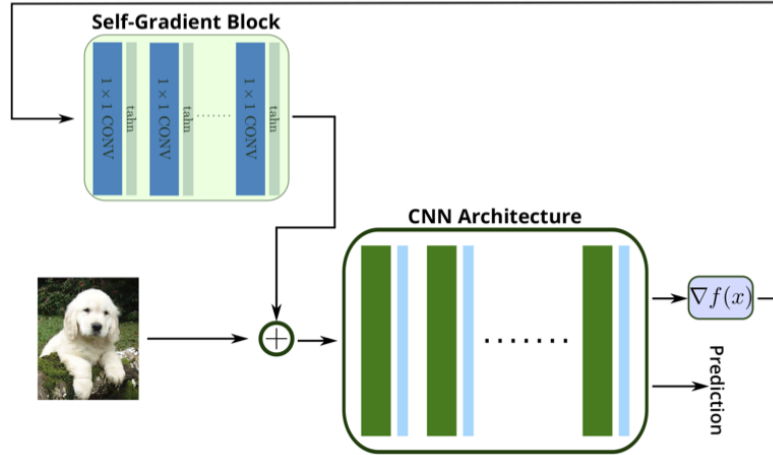 Self-Gradient Block
1 × 1 CONV
tahn
1 × 1 CONV
tahn
.......
1 × 1 CONV
tahn
CNN Architecture
+
.......
∇f(x)
Prediction